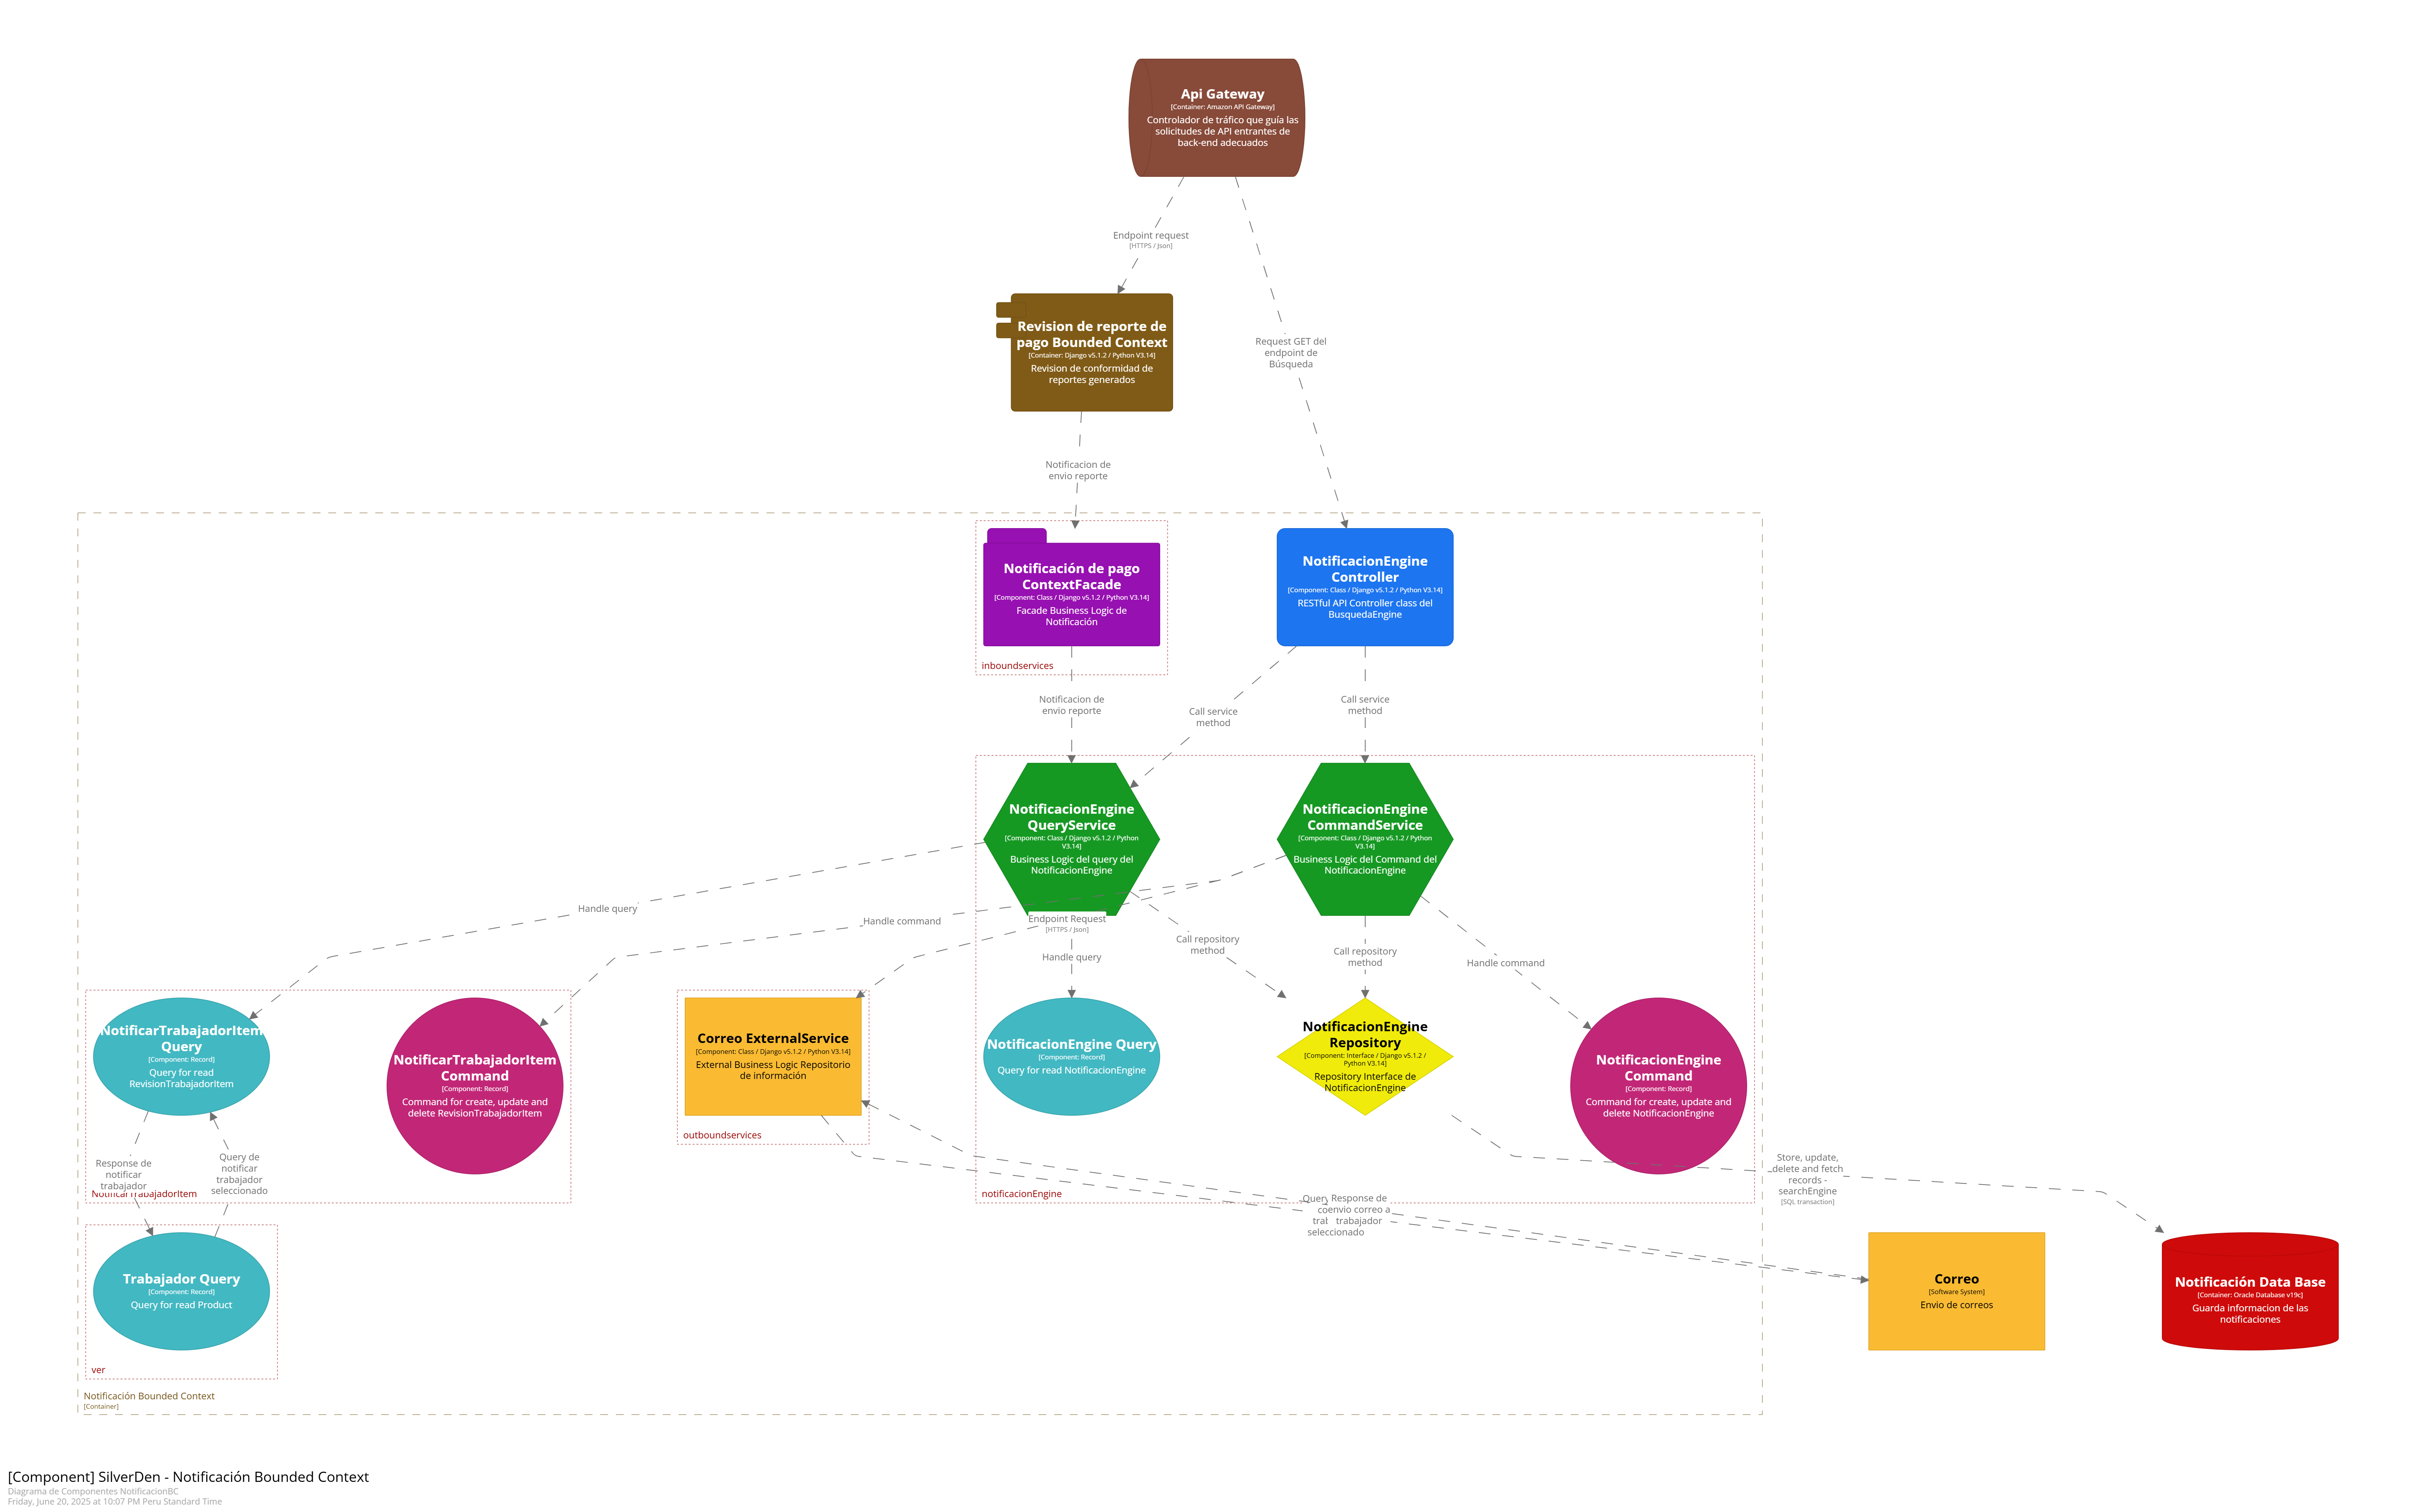 Api Gateway
[Container: Amazon API Gateway]
Controlador de tráfico que guía las
solicitudes de API entrantes de
back-end adecuados
Endpoint request
[HTTPS / Json]
Request GET del
endpoint de
Búsqueda
Revision de reporte de
pago Bounded Context
[Container: Django v5.1.2 / Python V3.14]
Revision de conformidad de
reportes generados
Notificacion de
envio reporte
Notificación de pago
ContextFacade
[Component: Class / Django v5.1.2 / Python V3.14]
Facade Business Logic de
Notificación
inboundservices
NotificacionEngine
Controller
[Component: Class / Django v5.1.2 / Python V3.14]
RESTful API Controller class del
BusquedaEngine
Notificacion de
envio reporte
Call service
method
Call service
method
NotificacionEngine
QueryService
[Component: Class / Django v5.1.2 / Python
V3.14]
Business Logic del query del
NotificacionEngine
NotificacionEngine
CommandService
[Component: Class / Django v5.1.2 / Python
V3.14]
Business Logic del Command del
NotificacionEngine
Handle query
Handle command
Endpoint Request
[HTTPS / Json]
Handle query
Call repository
method
Call repository
method
Handle command
NotificarTrabajadorItem
Query
[Component: Record]
Query for read
RevisionTrabajadorItem
NotificarTrabajadorItem
Command
[Component: Record]
Command for create, update and
delete RevisionTrabajadorItem
Correo ExternalService
[Component: Class / Django v5.1.2 / Python V3.14]
External Business Logic Repositorio
de información
outboundservices
NotificacionEngine Query
[Component: Record]
Query for read NotificacionEngine
NotificacionEngine
Repository
[Component: Interface / Django v5.1.2 /
Python V3.14]
Repository Interface de
NotificacionEngine
NotificacionEngine
Command
[Component: Record]
Command for create, update and
delete NotificacionEngine
Response de
notificar
trabajador
Query de
notificar
trabajador
seleccionado
NotificarTrabajadorItem
notificacionEngine
Response de
envio correo a
trabajador
seleccionado
Store, update,
delete and fetch
records -
searchEngine
[SQL transaction]
Trabajador Query
[Component: Record]
Query for read Product
ver
Correo
[Software System]
Envio de correos
Notificación Data Base
[Container: Oracle Database v19c]
Guarda informacion de las
notificaciones
Notificación Bounded Context
[Container]
[Component] SilverDen - Notificación Bounded Context
Diagrama de Componentes NotificacionBC
Friday, June 20, 2025 at 10:07 PM Peru Standard Time